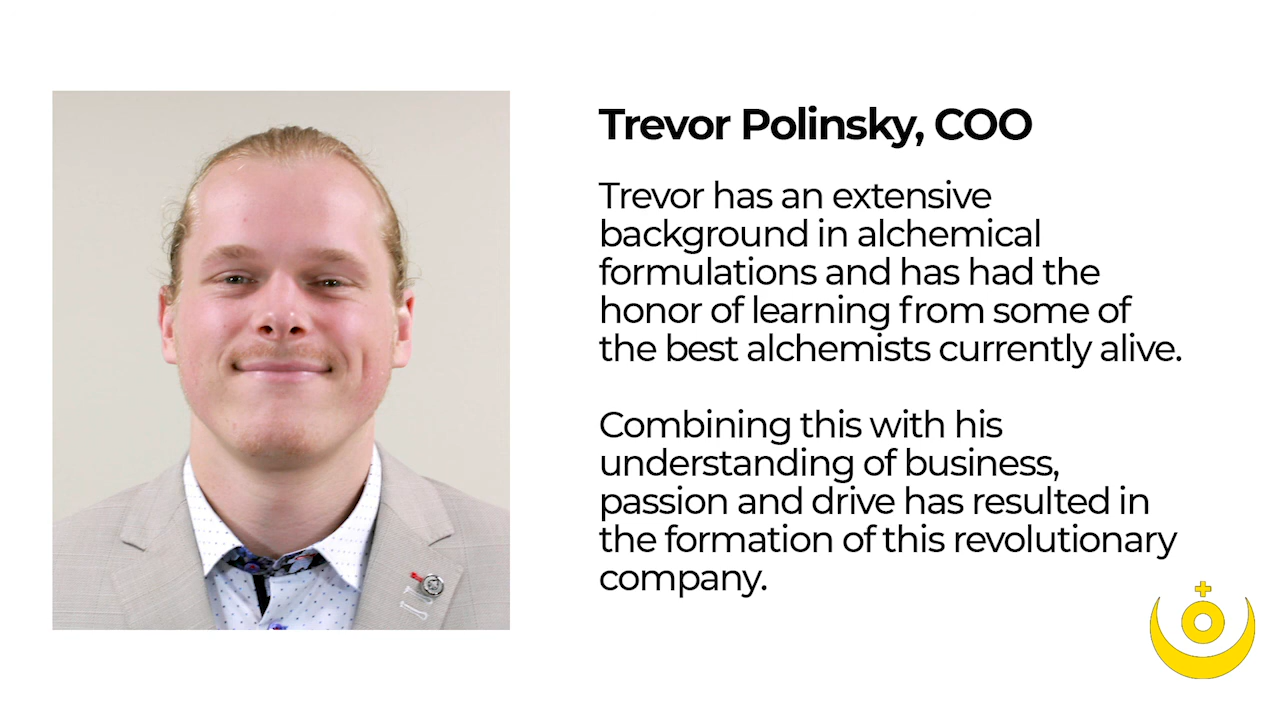 Trevor Polinsky, COO
Trevor has an extensive
background in alchemical
formulations and has had the
honor of learning from some of
the best alchemists currently alive.
Combining this with his
understanding of business,
passion and drive has resulted in
the formation of this revolutionary
company.